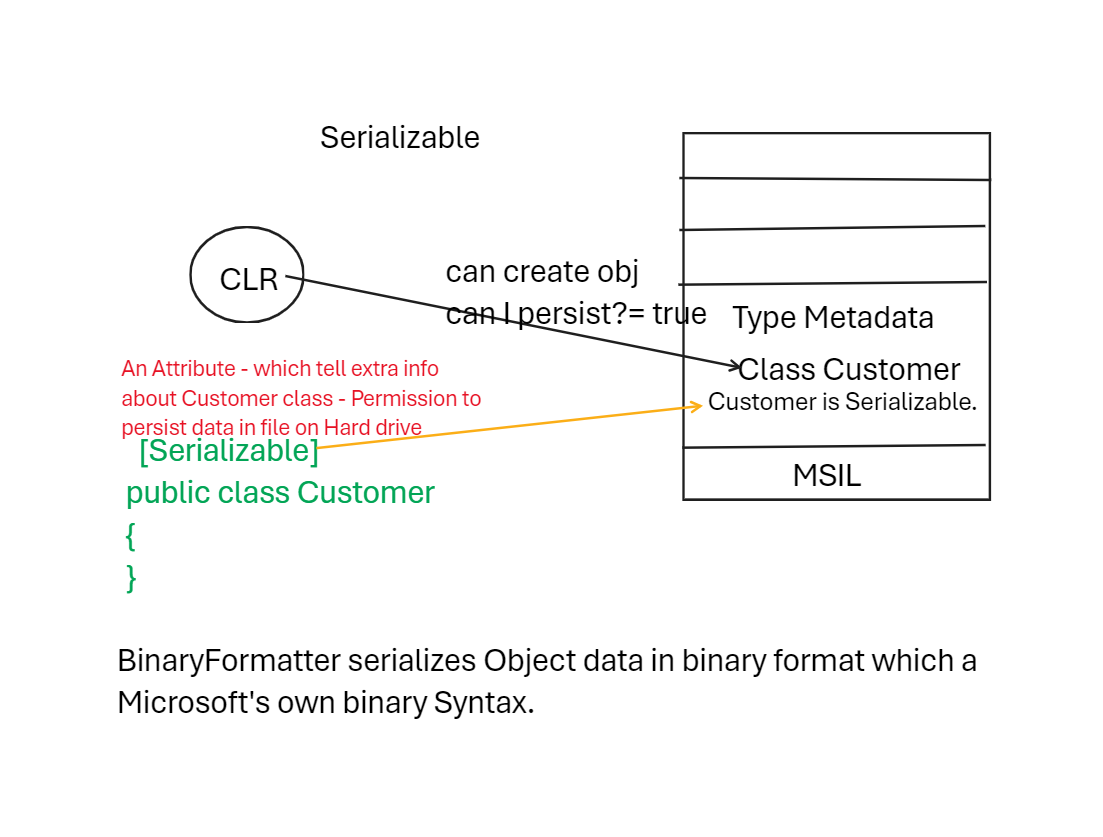 Serializable
CLR
can create obj
can I persist?= true
Type Metadata
Class Customer
Customer is Serializable.
MSIL
An Attribute - which tell extra info
about Customer class - Permission to
persist data in file on Hard drive
[Serializable]
public class Customer
{
}
BinaryFormatter serializes Object data in binary format which a
Microsoft's own binary Syntax.